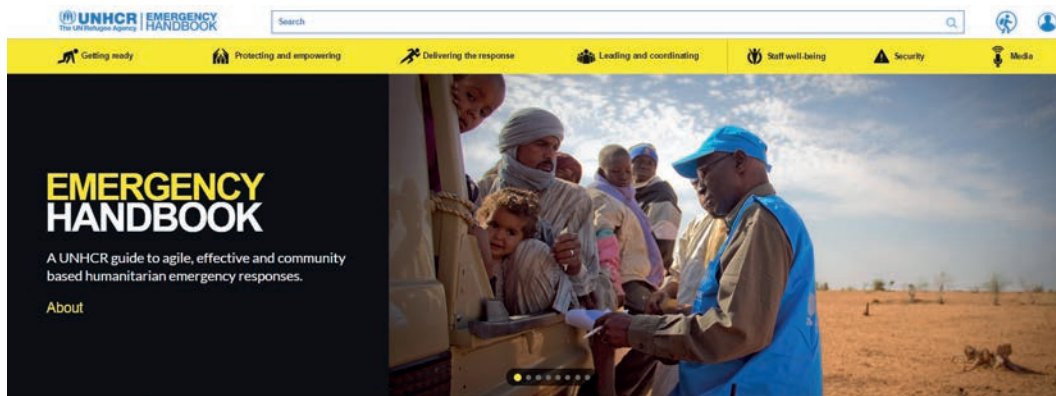 UNHCR
The UN Refugee Agency
EMERGENCY
HANDBOOK
Search
Getting ready
Protecting and empowering
Delivering the response
Leading and coordinating
Staff well-being
Security
Media
EMERGENCY
HANDBOOK
A UNHCR guide to agile, effective and community
based humanitarian emergency responses.
About